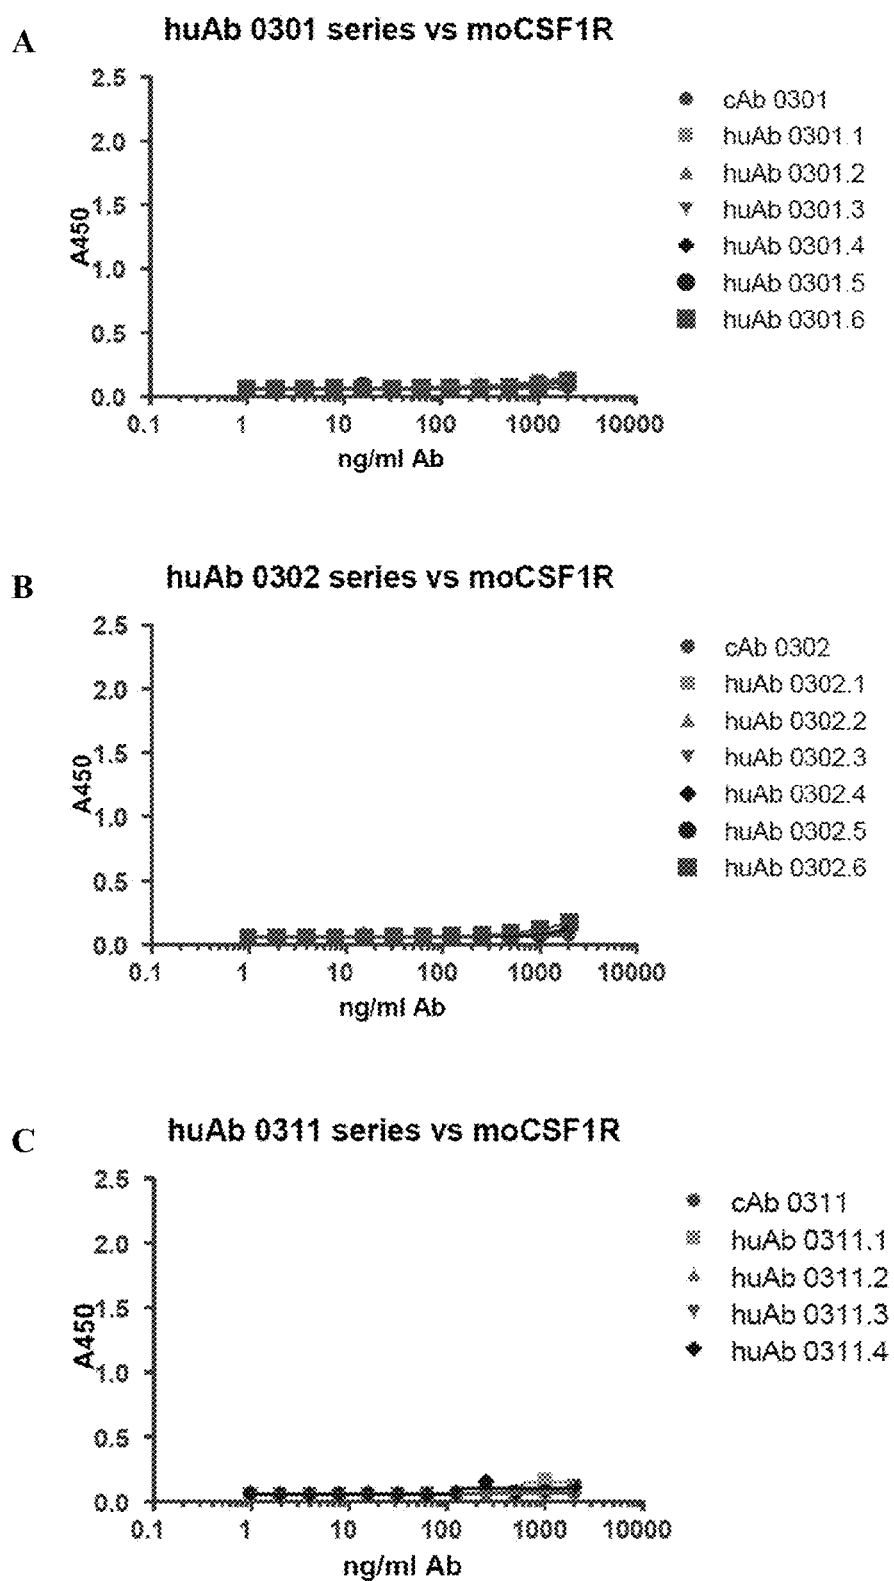 A
huAb 0301 series vs moCSF1R
2.5
2.0
1.5
1.0
0.5
0.0
A450
0.1
1
10
100
1000
10000
ng/ml Ab
cAb 0301
huAb 0301.1
huAb 0301.2
huAb 0301.3
huAb 0301.4
huAb 0301.5
huAb 0301.6
B
huAb 0302 series vs moCSF1R
2.5
2.0
1.5
1.0
0.5
0.0
A450
0.1
1
10
100
1000
10000
ng/ml Ab
cAb 0302
huAb 0302.1
huAb 0302.2
huAb 0302.3
huAb 0302.4
huAb 0302.5
huAb 0302.6
C
huAb 0311 series vs moCSF1R
2.5
2.0
1.5
1.0
0.5
0.0
A450
0.1
1
10
100
1000
10000
ng/ml Ab
cAb 0311
huAb 0311.1
huAb 0311.2
huAb 0311.3
huAb 0311.4